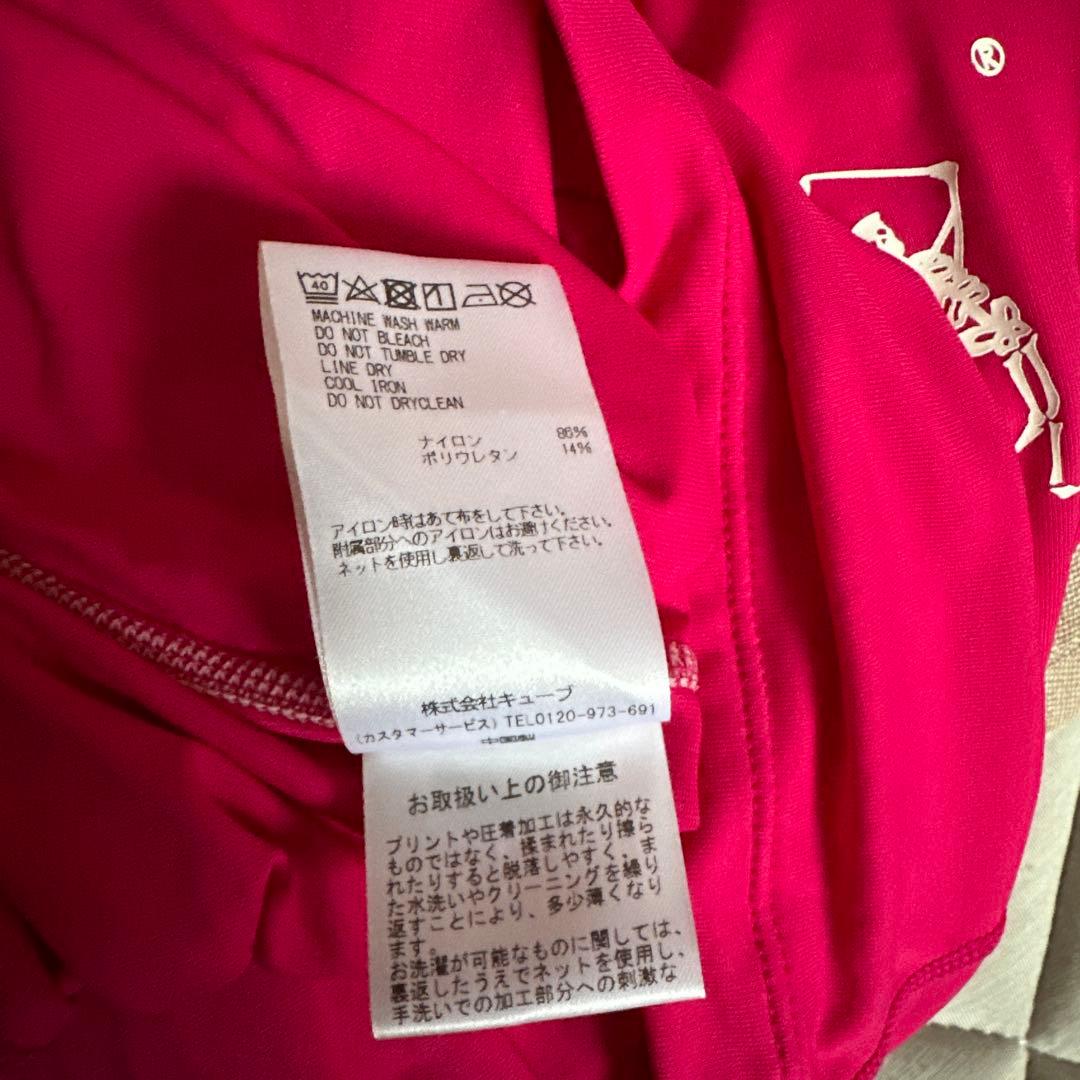 ®
40
MACHINE WASH WARM
DO NOT BLEACH
DO NOT TUMBLE DRY
LINE DRY
COOL IRON
DO NOT DRYCLEAN
ナイロン 86%
ポリウレタン 14%
アイロン時はあて布をして下さい。
附属部分へのアイロンはお避けください。
ネットを使用し裏返して洗って下さい。
株式会社キューブ
(カスタマーサービス) TEL0120-973-691
お取扱い上の御注意
プリントや圧着加工は永久的な
ものではなく、揉まれたり擦ら
れたりすると脱落しやすく、ま
た水洗いやクリーニングを繰り
返すことにより、多少薄くなり
ます。
お洗濯が可能なものに関しては、
裏返したうえでネットを使用し、
手洗いでの加工部分への刺激な